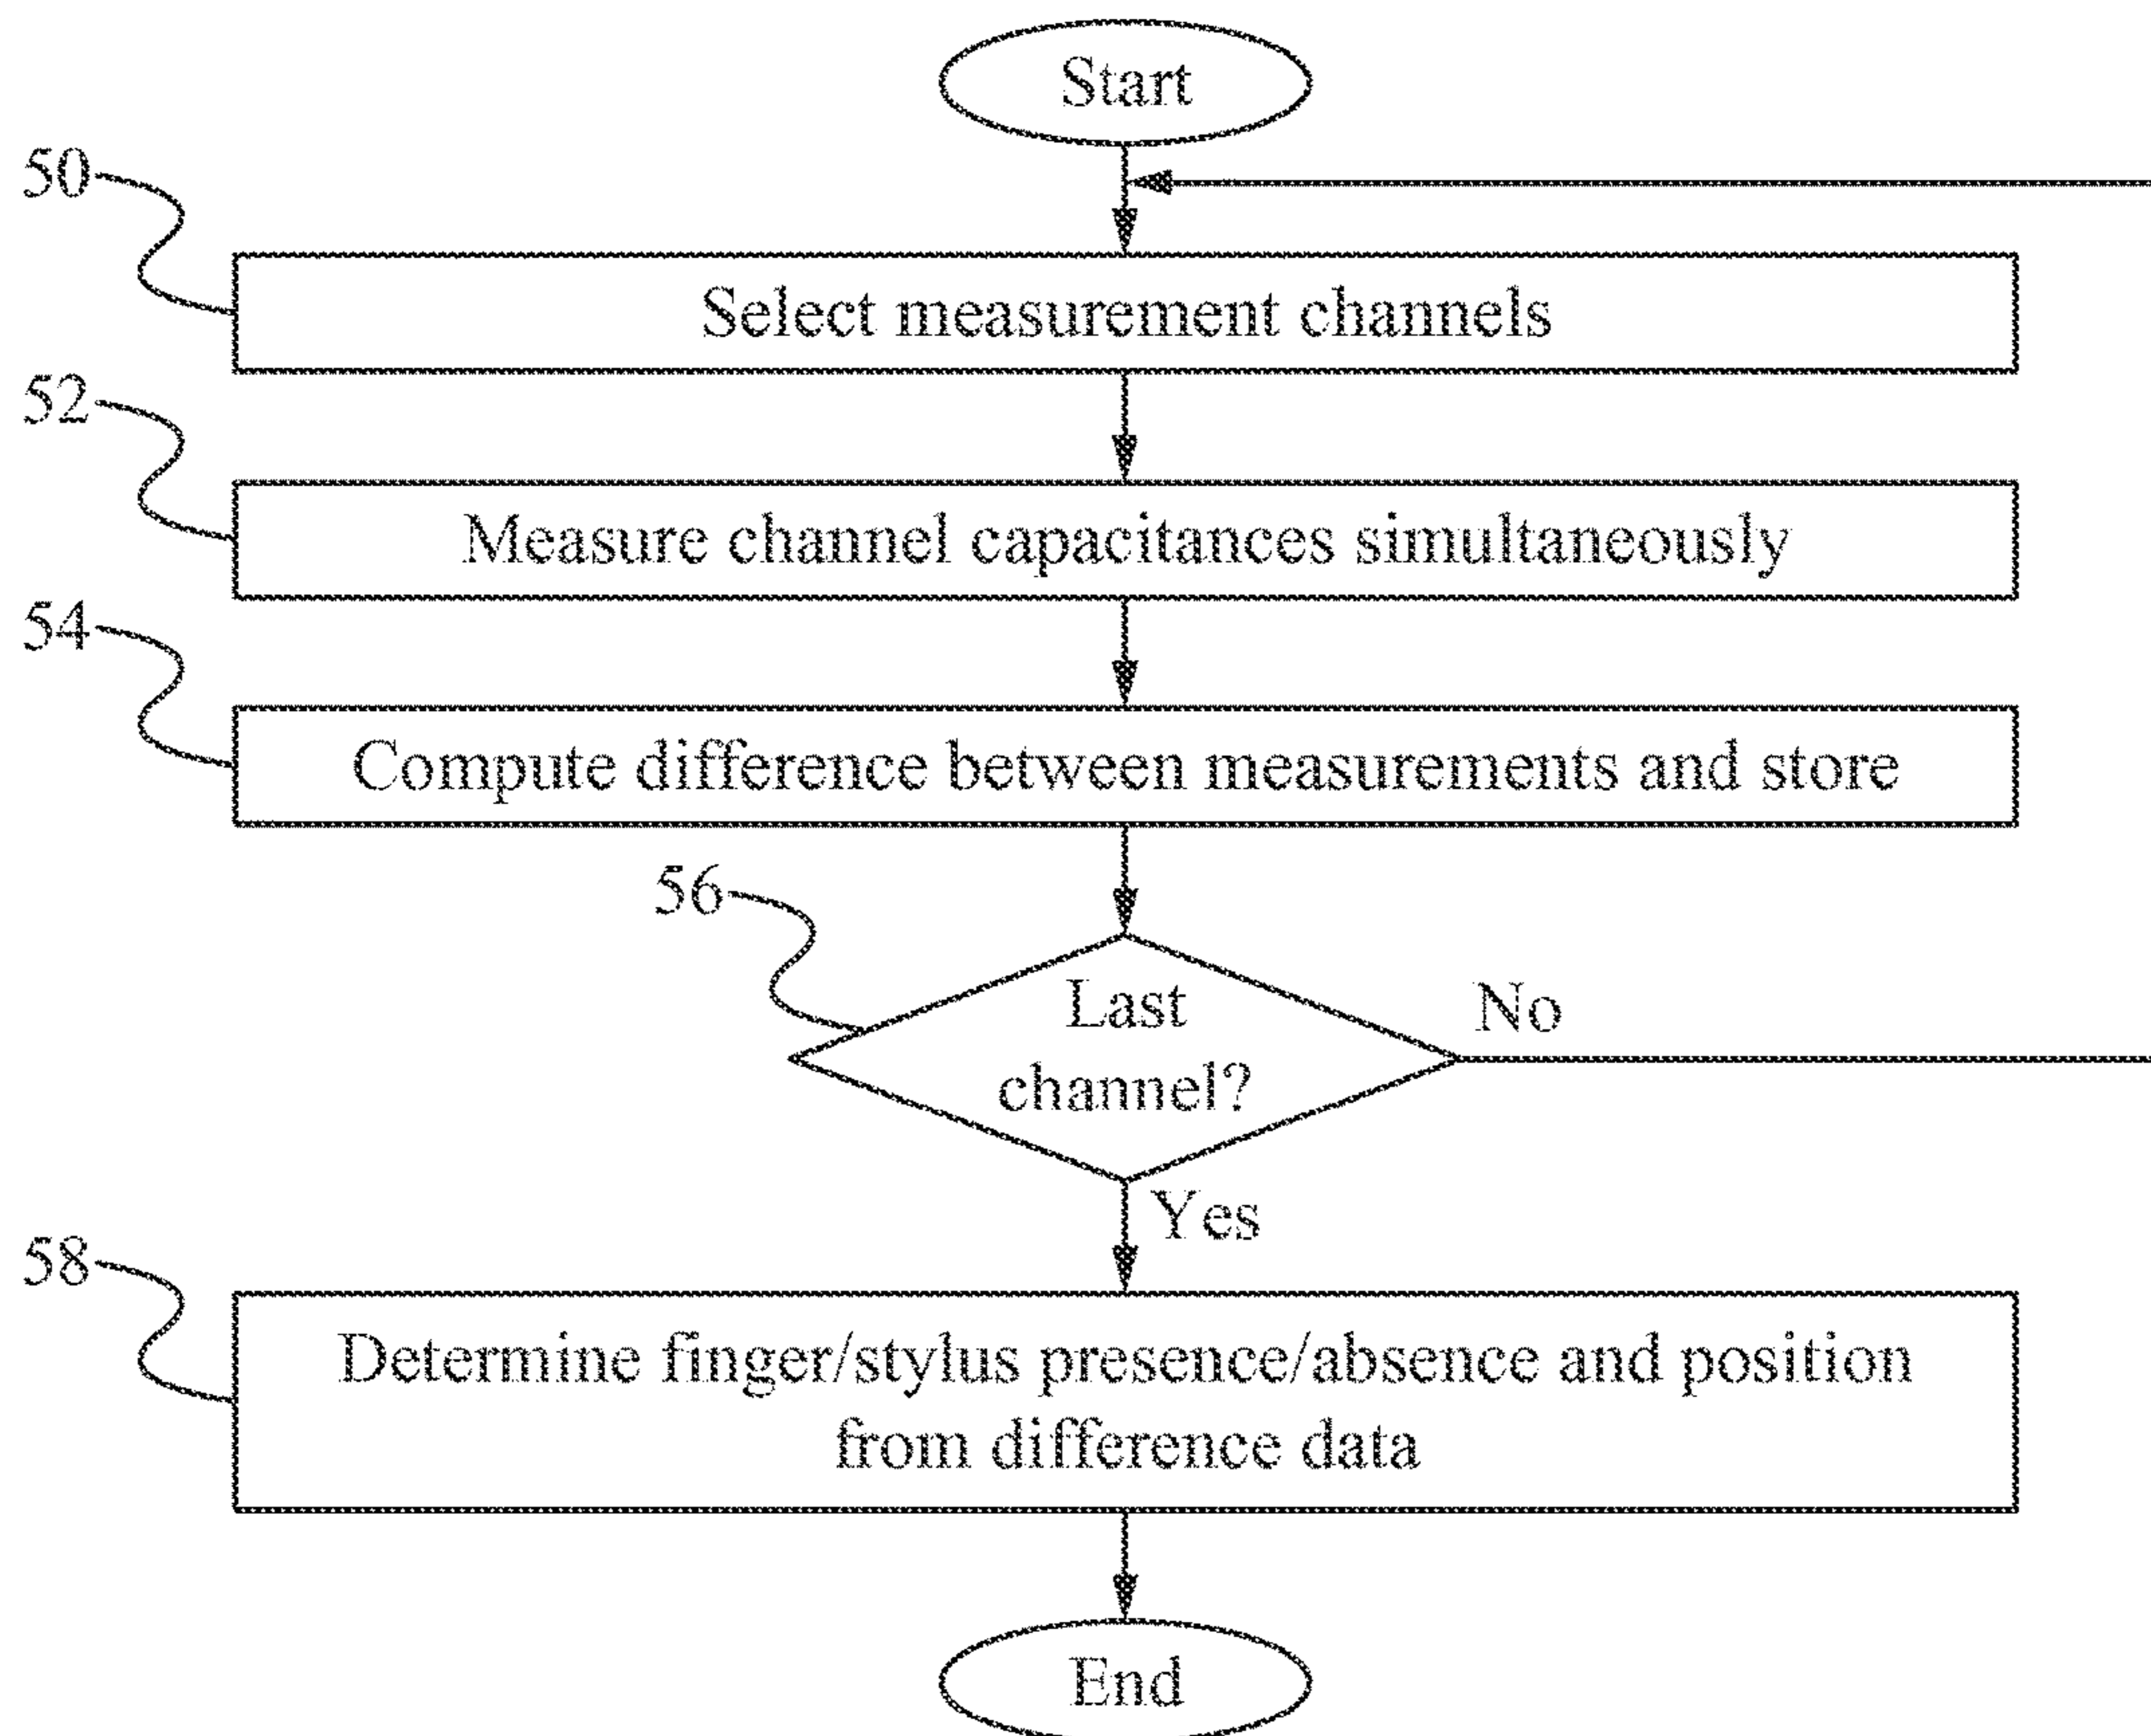 Start
50
Select measurement channels
52
Measure channel capacitances simultaneously
54
Compute difference between measurements and store
56
Last
channel?
No
Yes
58
Determine finger/stylus presence/absence and position
from difference data
End